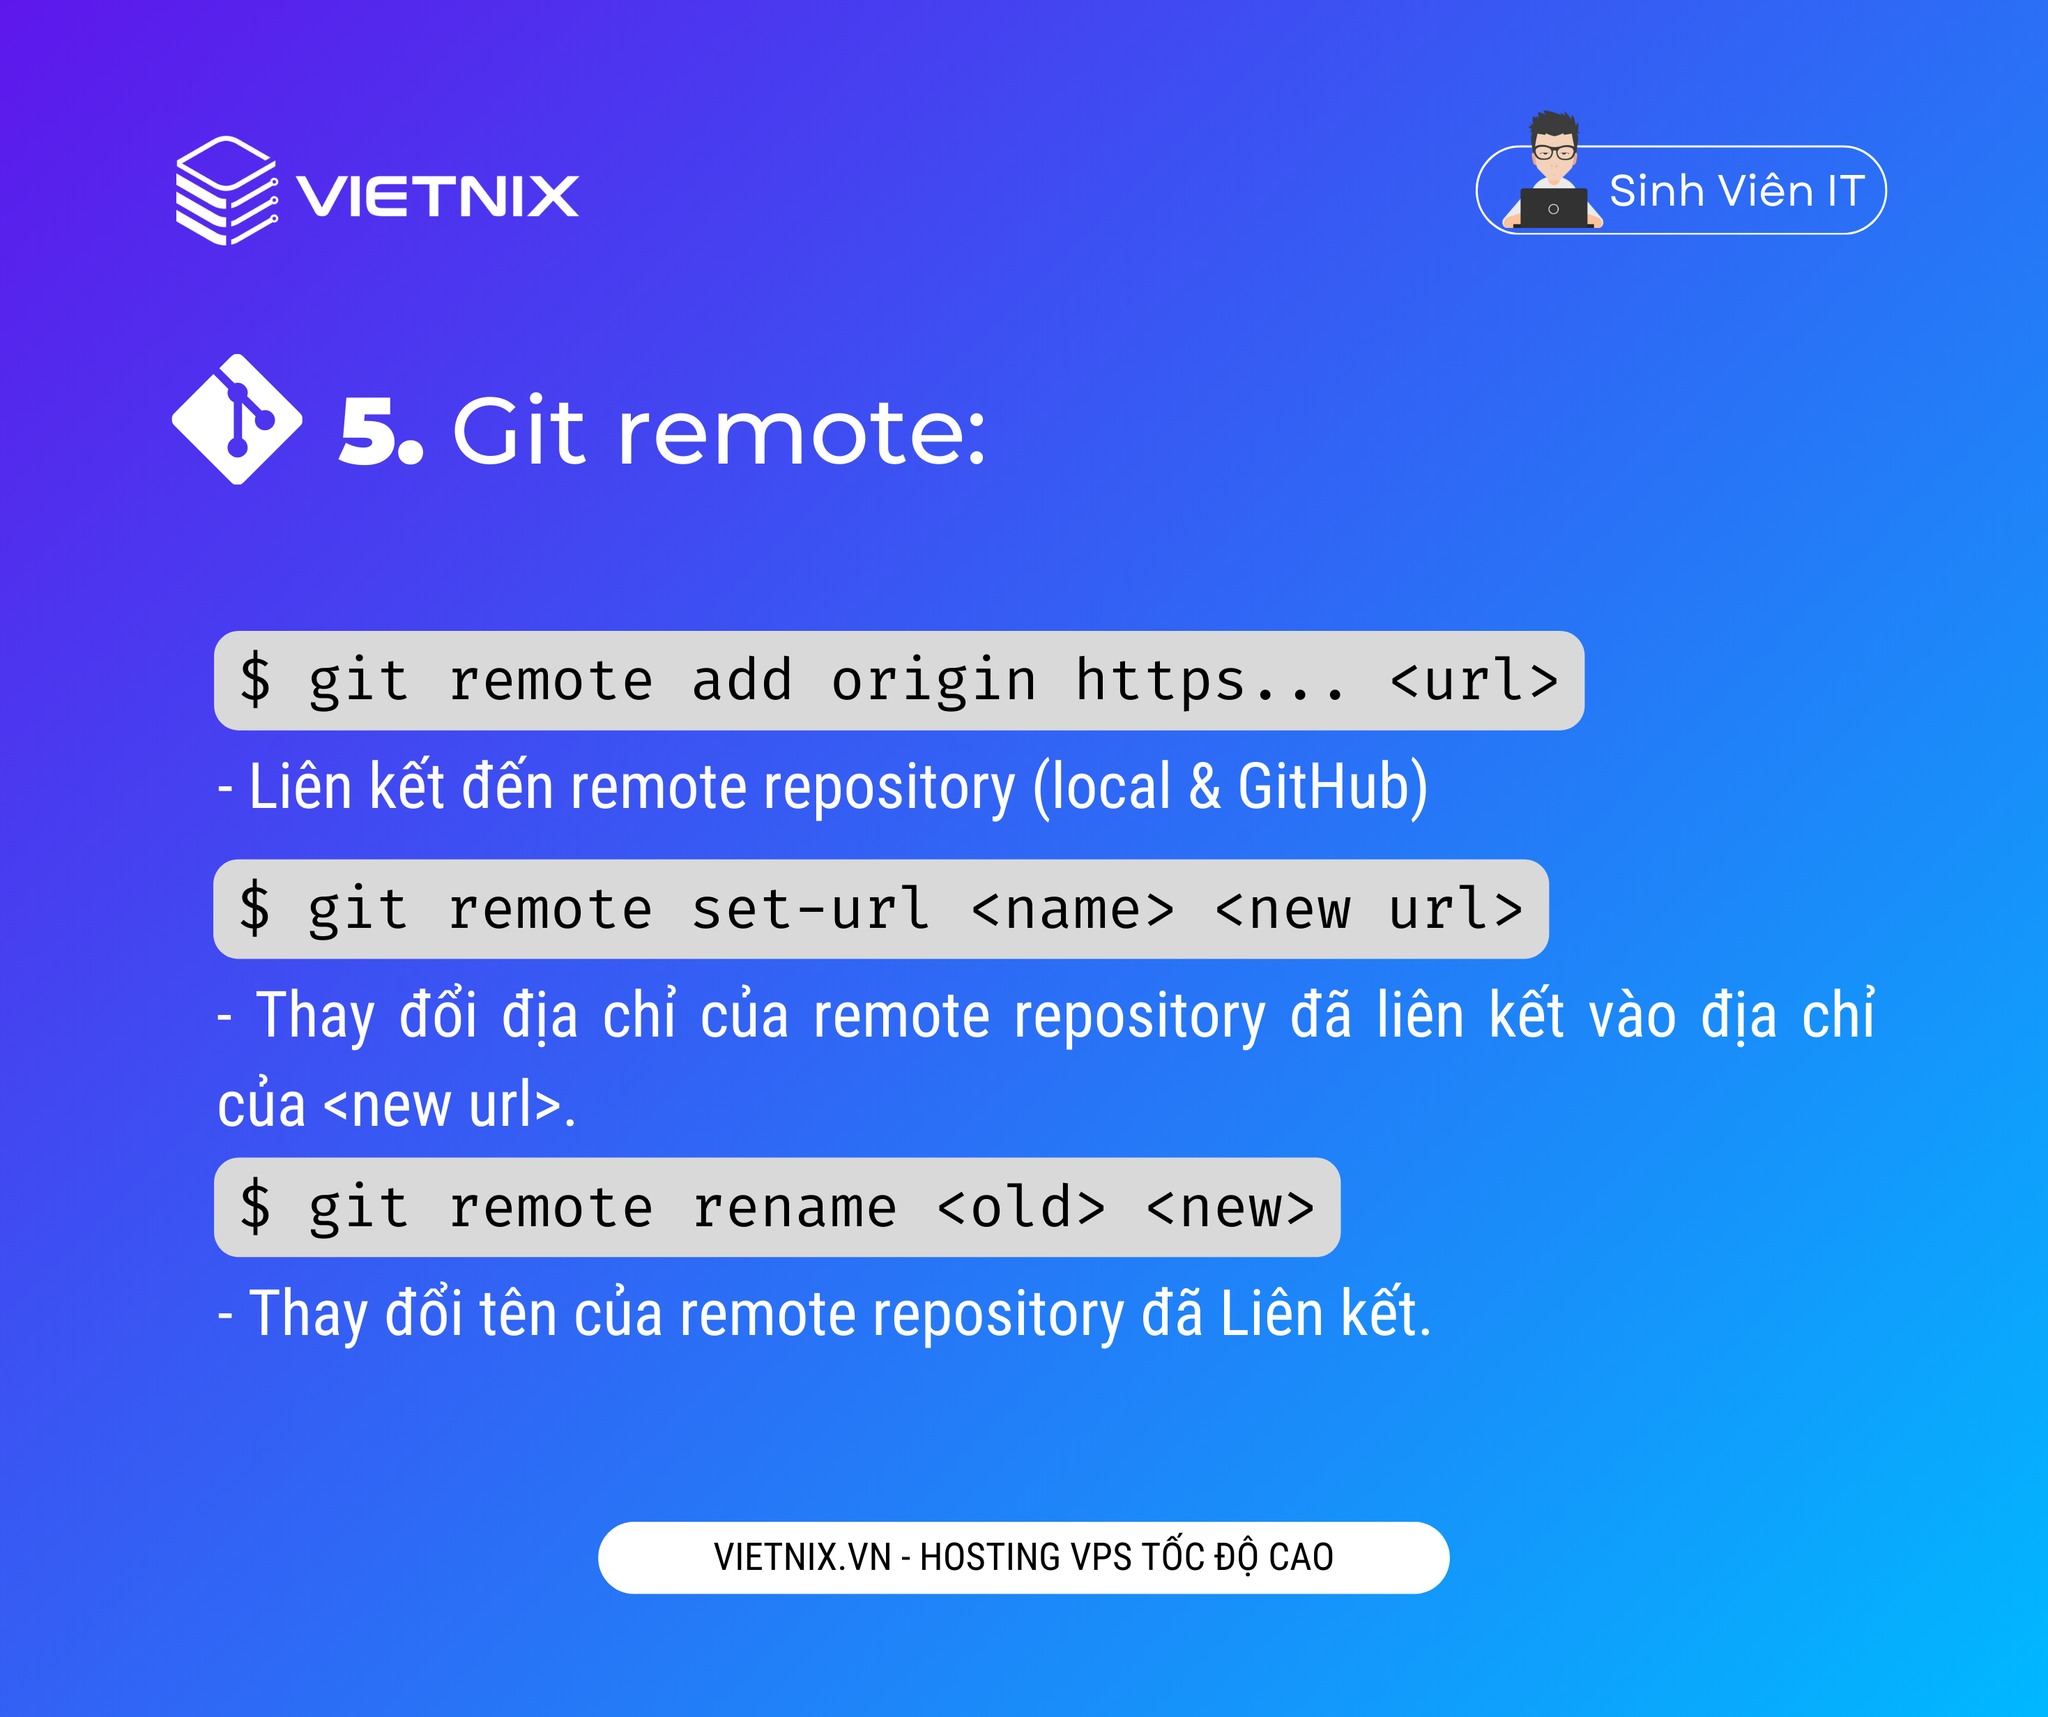 VIETNIX
Sinh Viên IT
5. Git remote:
$ git remote add origin https... <url>
- Liên kết đến remote repository (local & GitHub)
$ git remote set-url <name> <new url>
- Thay đổi địa chỉ của remote repository đã liên kết vào địa chỉ
của <new url>.
$ git remote rename <old> <new>
- Thay đổi tên của remote repository đã Liên kết.
VIETNIX.VN - HOSTING VPS TỐC ĐỘ CAO